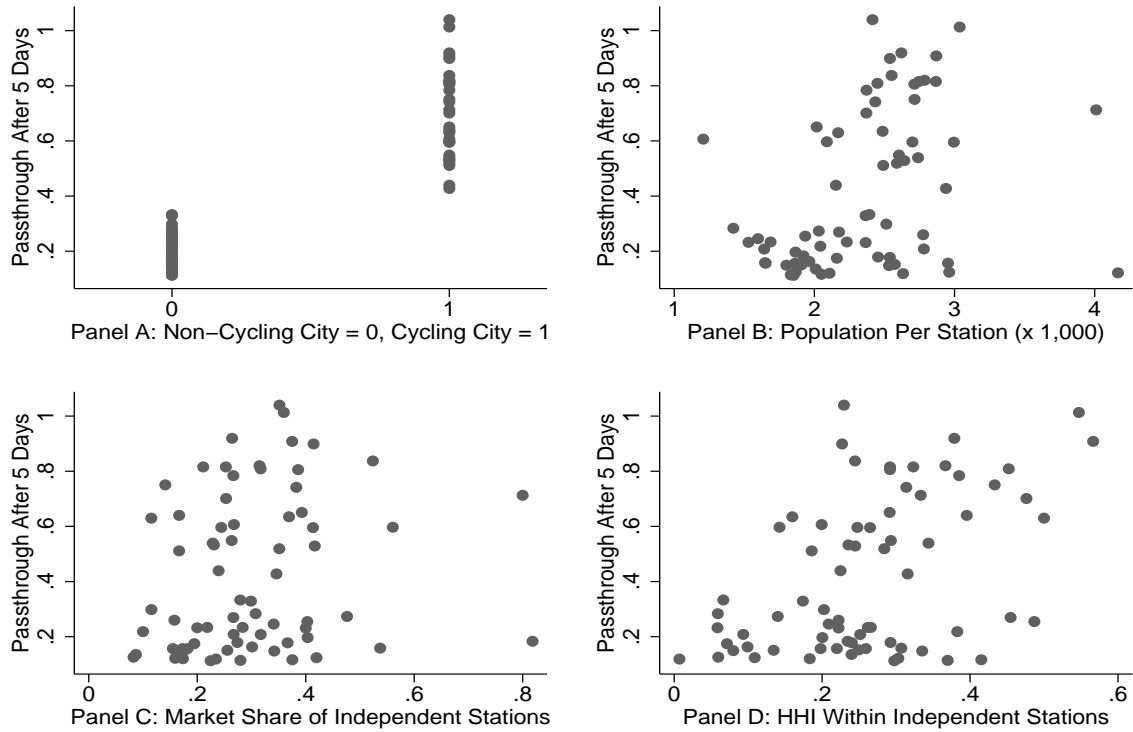 Passthrough After 5 Days
.2 .4 .6 .8 1
0 1
Panel A: Non−Cycling City = 0, Cycling City = 1
Passthrough After 5 Days
.2 .4 .6 .8 1
1 2 3 4
Panel B: Population Per Station (x 1,000)
Passthrough After 5 Days
.2 .4 .6 .8 1
0 .2 .4 .6 .8
Panel C: Market Share of Independent Stations
Passthrough After 5 Days
.2 .4 .6 .8 1
0 .2 .4 .6
Panel D: HHI Within Independent Stations